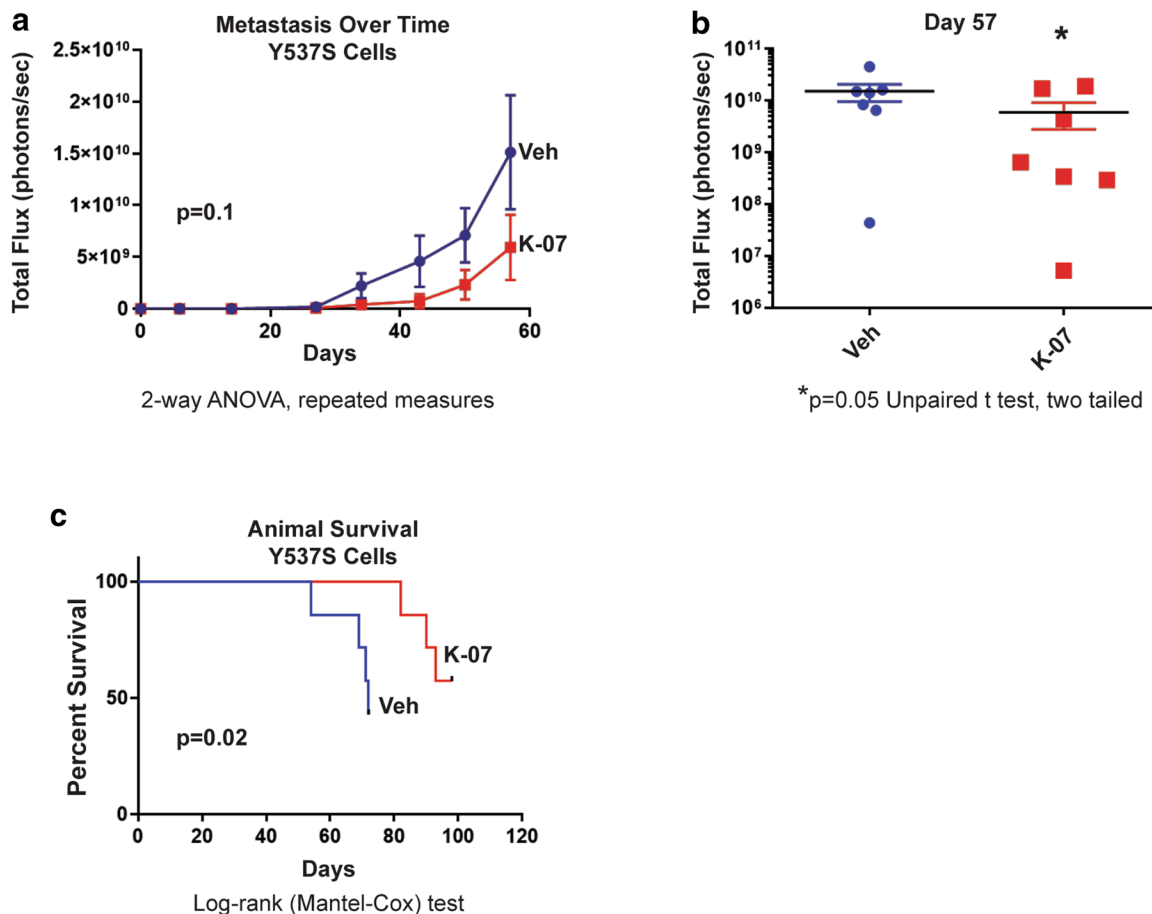 a
Metastasis Over Time
Y537S Cells
Total Flux (photons/sec)
2.5×10¹⁰
2×10¹⁰
1.5×10¹⁰
1×10¹⁰
5×10⁹
0
p=0.1
Veh
K-07
0 20 40 60
Days
2-way ANOVA, repeated measures
b
Day 57
*
Total Flux (photons/sec)
10¹¹
10¹⁰
10⁹
10⁸
10⁷
10⁶
Veh K-07
*p=0.05 Unpaired t test, two tailed
c
Animal Survival
Y537S Cells
Percent Survival
100
50
0
K-07
Veh
p=0.02
0 20 40 60 80 100 120
Days
Log-rank (Mantel-Cox) test